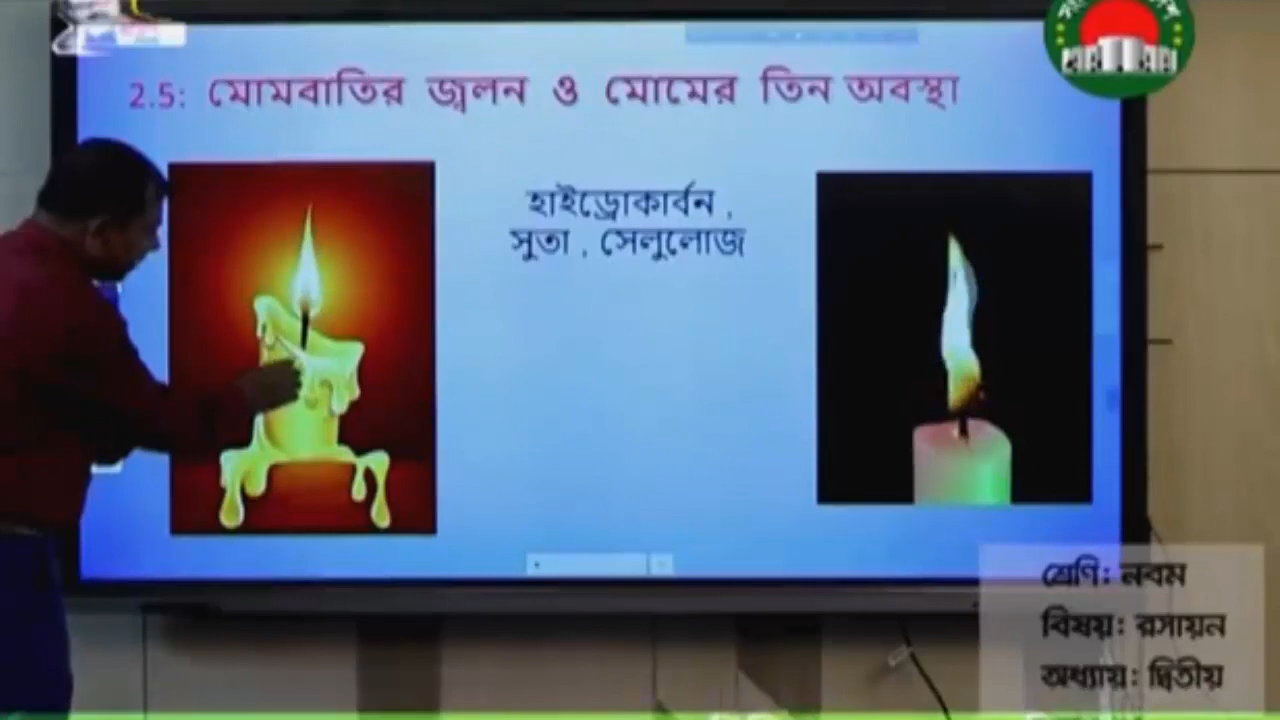 2.5: মোমবাতির জ্বলন ও মোমের তিন অবস্থা
হাইড্রোকার্বন ,
সুতা , সেলুলোজ
শ্রেণি: নবম
বিষয়: রসায়ন
অধ্যায়: দ্বিতীয়